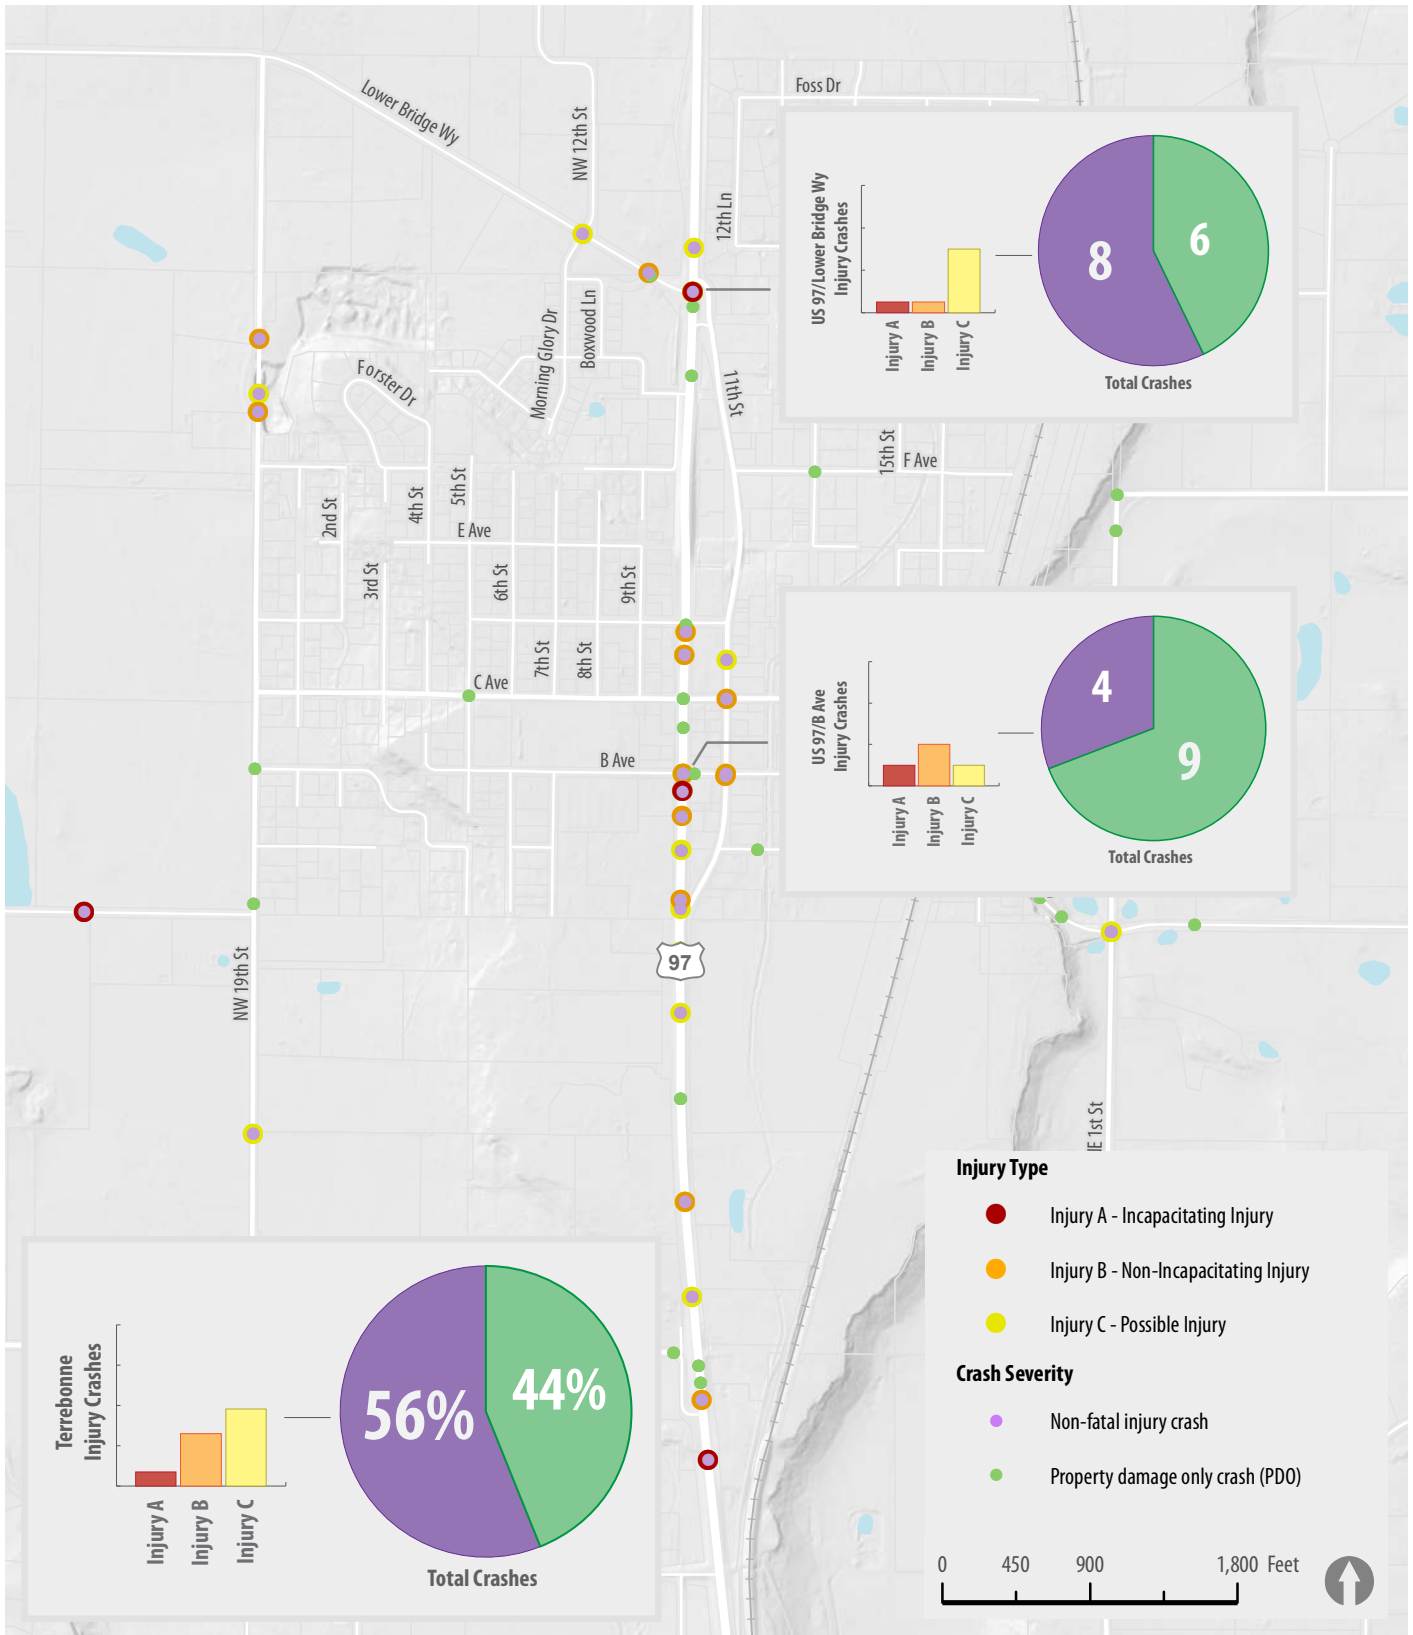 Foss Dr
Lower Bridge Wy
NW 12th St
12th Ln
US 97/Lower Bridge Wy
Injury Crashes
Injury A
Injury B
Injury C
8
6
Total Crashes
Boxwood Ln
Morning Glory Dr
Forster Dr
11th St
15th St
F Ave
5th St
4th St
2nd St
E Ave
3rd St
6th St
9th St
7th St
8th St
C Ave
B Ave
US 97/B Ave
Injury Crashes
Injury A
Injury B
Injury C
4
9
Total Crashes
97
NW 19th St
NE 1st St
Terrebonne
Injury Crashes
Injury A
Injury B
Injury C
56%
44%
Total Crashes
Injury Type
Injury A - Incapacitating Injury
Injury B - Non-Incapacitating Injury
Injury C - Possible Injury
Crash Severity
Non-fatal injury crash
Property damage only crash (PDO)
0 450 900 1,800 Feet